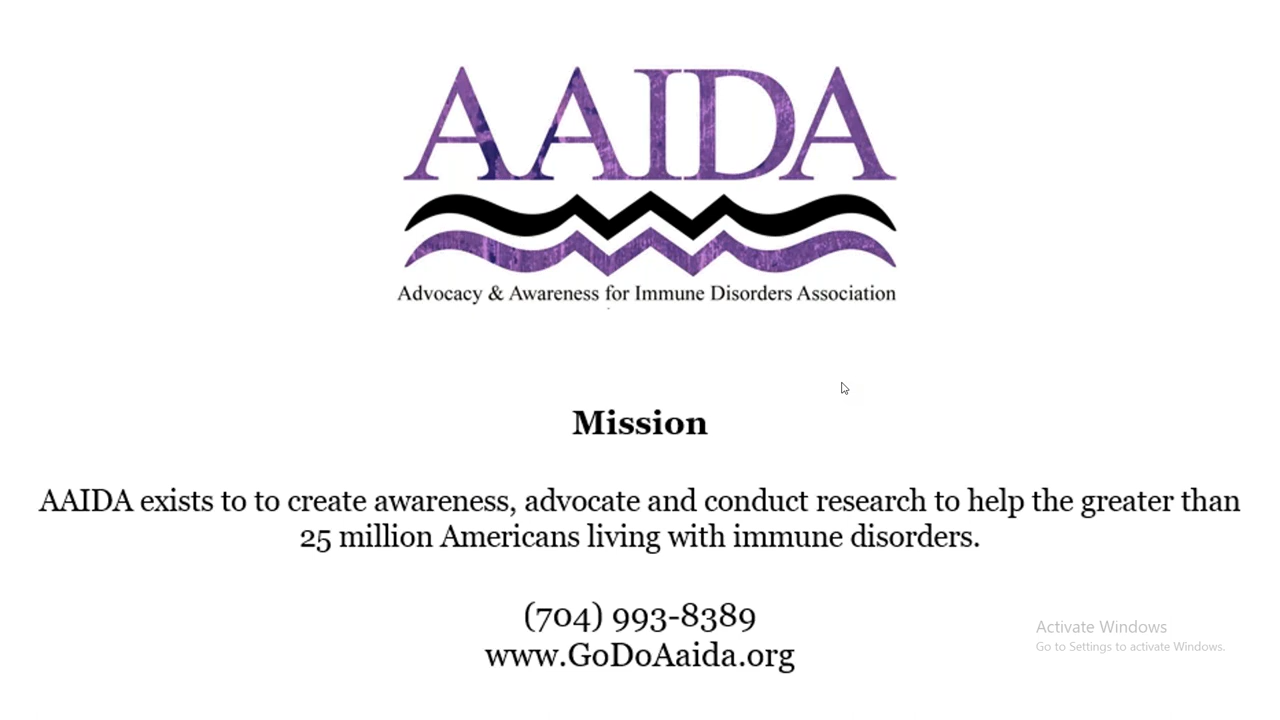 AAIDA
Advocacy & Awareness for Immune Disorders Association
Mission
AAIDA exists to to create awareness, advocate and conduct research to help the greater than
25 million Americans living with immune disorders.
(704) 993-8389
www.GoDoAaida.org
Activate Windows
Go to Settings to activate Windows.